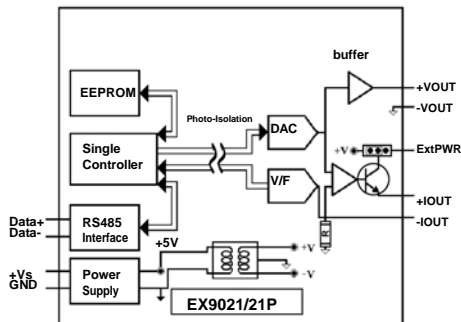 buffer
EEPROM
+VOUT
-VOUT
Photo-Isolation
DAC
Single
Controller
+V
ExtPWR
V/F
+IOUT
-IOUT
Data+
Data-
RS485
Interface
R
+5V
+V
+Vs
GND
Power
Supply
-V
EX9021/21P